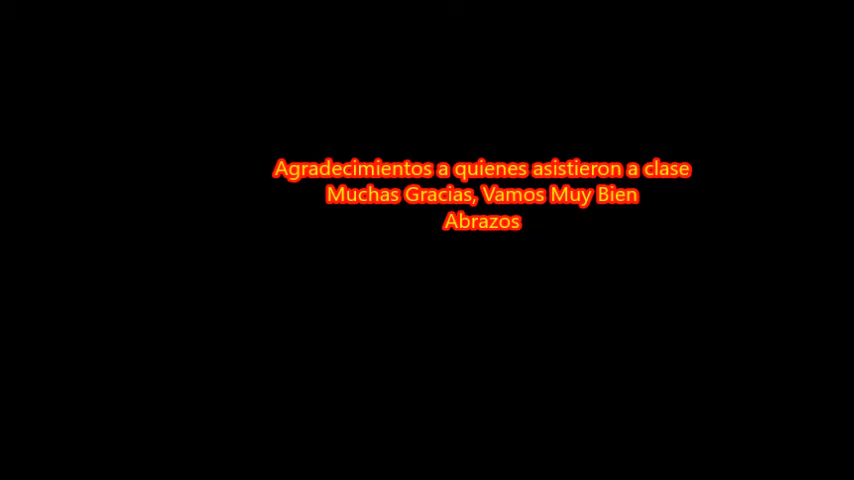 Agradecimientos a quienes asistieron a clase
Muchas Gracias, Vamos Muy Bien
Abrazos